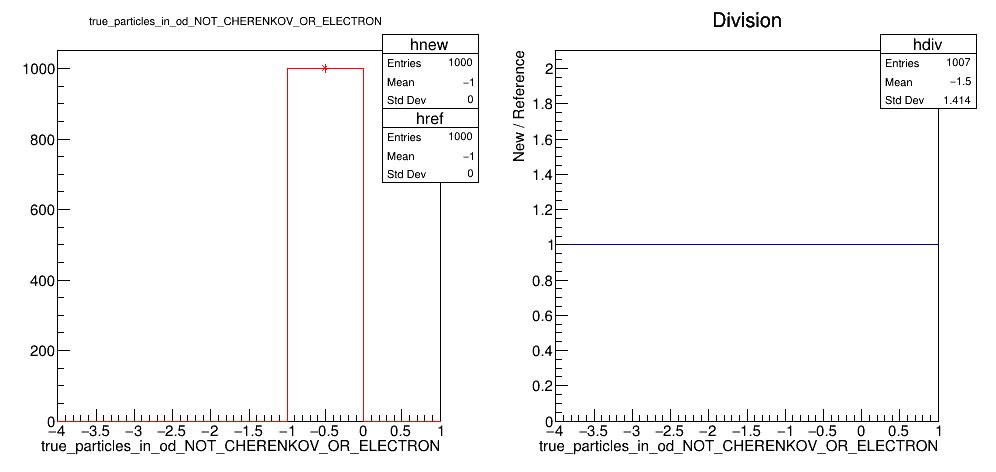 true_particles_in_od_NOT_CHERENKOV_OR_ELECTRON
hnew
Entries 1000
Mean −1
Std Dev 0
href
Entries 1000
Mean −1
Std Dev 0
1000
800
600
400
200
0
−4 −3.5 −3 −2.5 −2 −1.5 −1 −0.5 0 0.5 1
true_particles_in_od_NOT_CHERENKOV_OR_ELECTRON
Division
hdiv
Entries 1007
Mean −1.5
Std Dev 1.414
New / Reference
2
1.8
1.6
1.4
1.2
1
0.8
0.6
0.4
0.2
0
−4 −3.5 −3 −2.5 −2 −1.5 −1 −0.5 0 0.5 1
true_particles_in_od_NOT_CHERENKOV_OR_ELECTRON